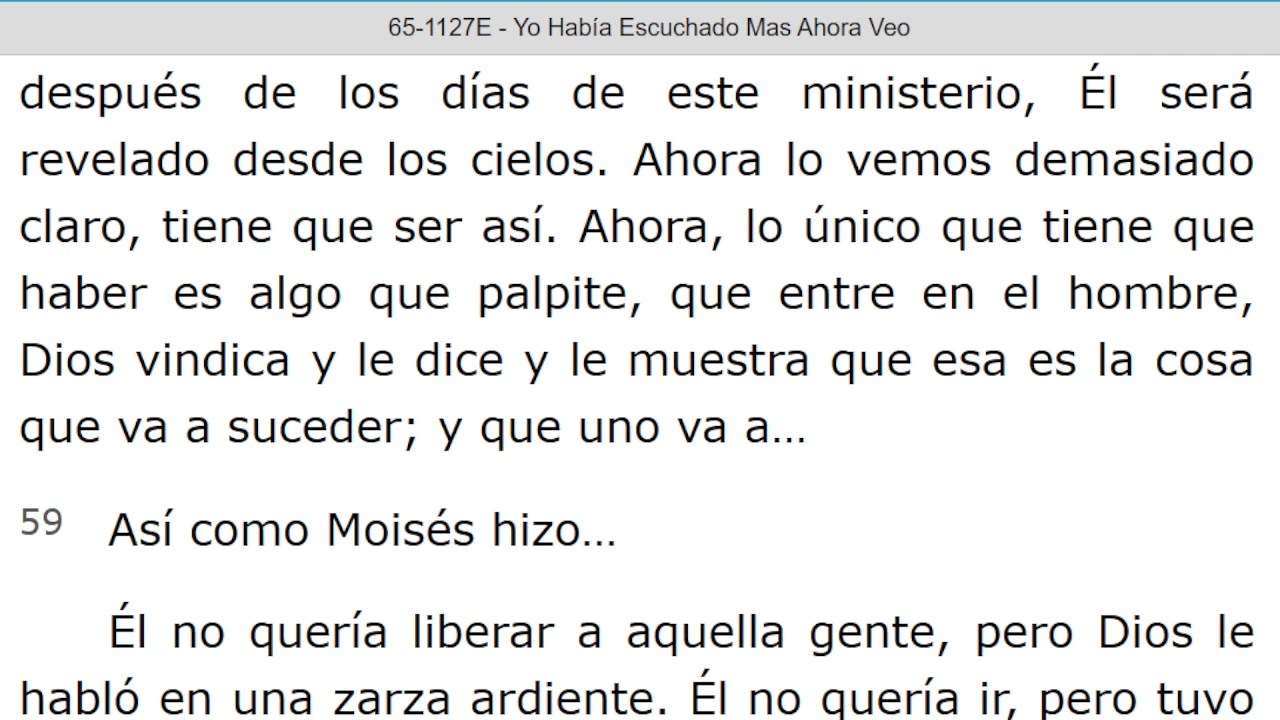 65-1127E - Yo Había Escuchado Mas Ahora Veo
después de los días de este ministerio, Él será
revelado desde los cielos. Ahora lo vemos demasiado
claro, tiene que ser así. Ahora, lo único que tiene que
haber es algo que palpite, que entre en el hombre,
Dios vindica y le dice y le muestra que esa es la cosa
que va a suceder; y que uno va a...
59 Así como Moisés hizo...
Él no quería liberar a aquella gente, pero Dios le
habló en una zarza ardiente. Él no quería ir, pero tuvo